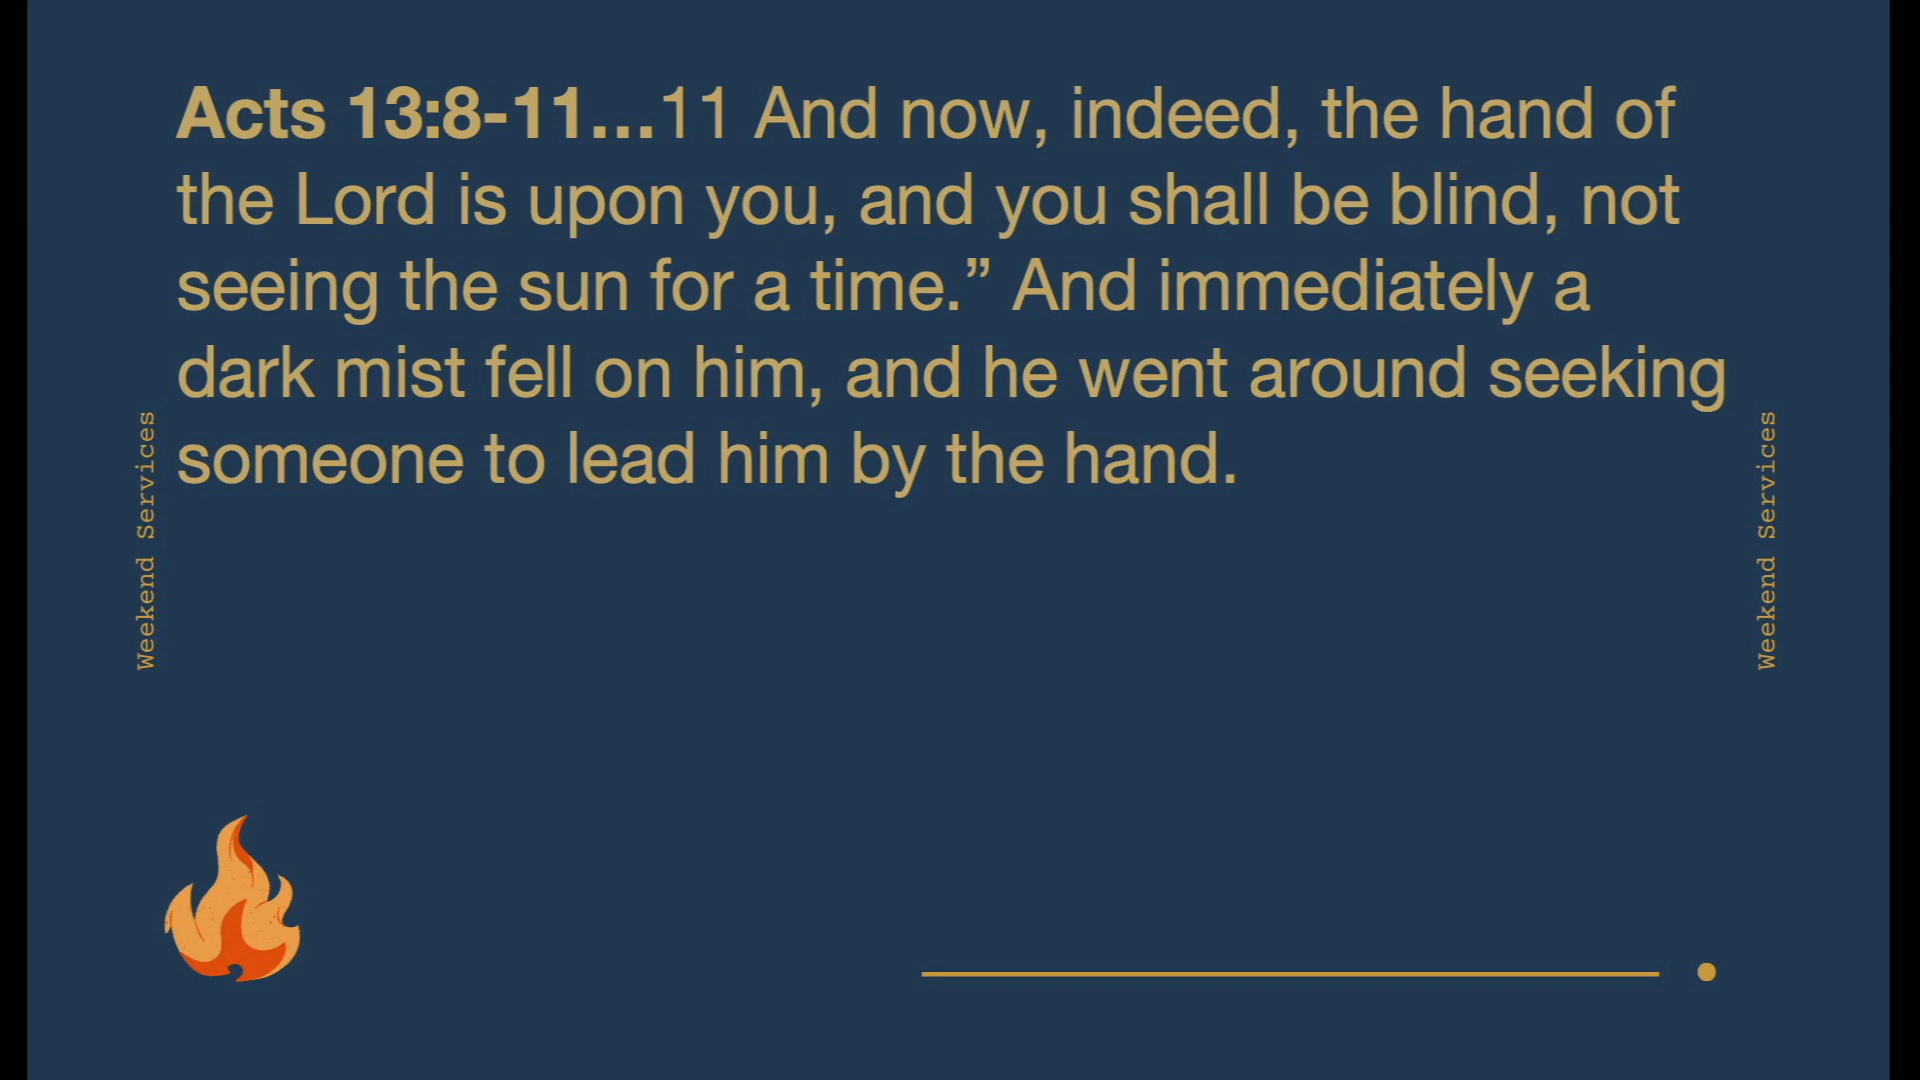 Acts 13:8-11...11 And now, indeed, the hand of
the Lord is upon you, and you shall be blind, not
seeing the sun for a time.” And immediately a
dark mist fell on him, and he went around seeking
someone to lead him by the hand.
Weekend Services
Weekend Services